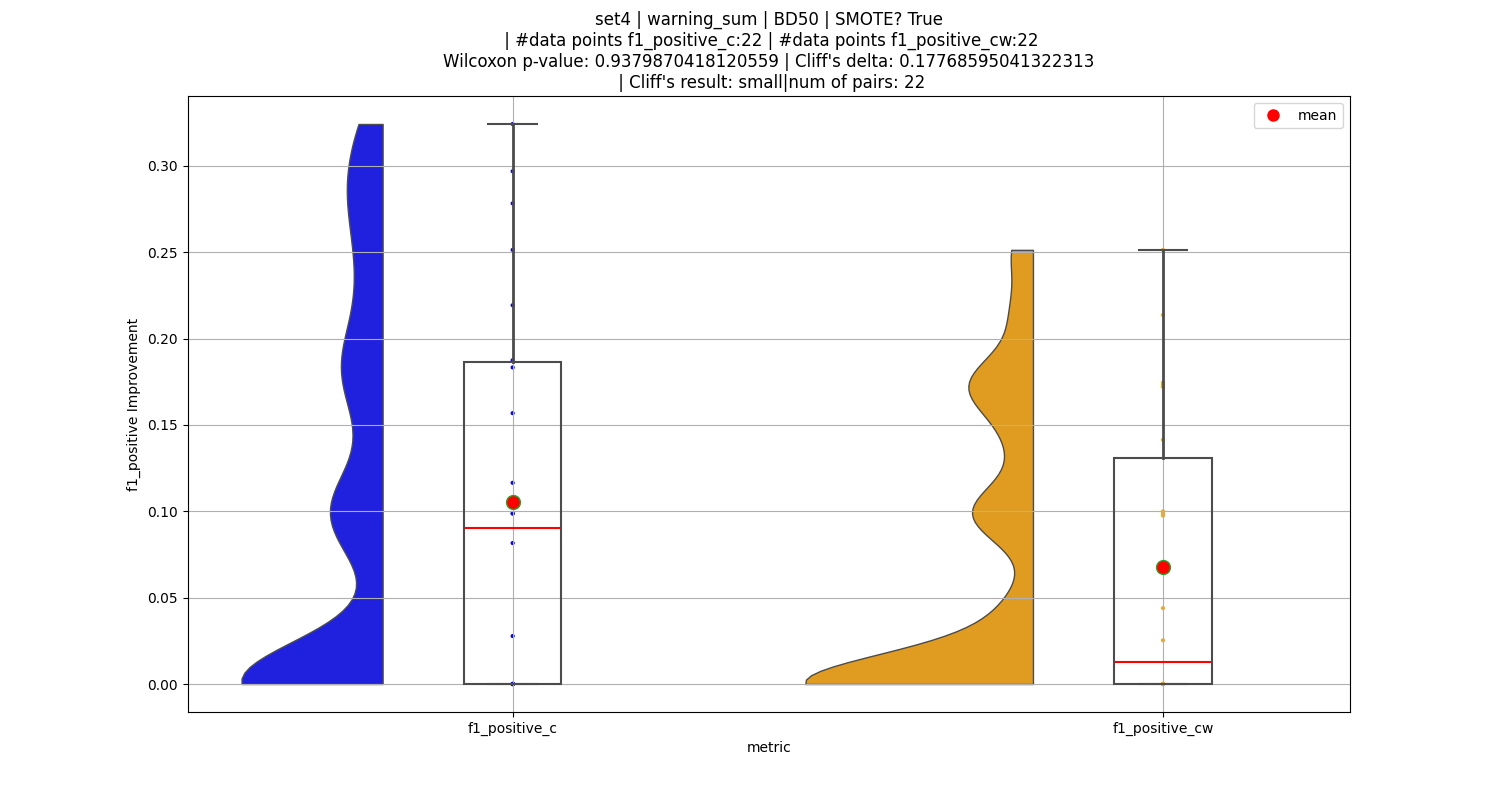 set4 | warning_sum | BD50 | SMOTE? True
| #data points f1_positive_c:22 | #data points f1_positive_cw:22
Wilcoxon p-value: 0.9379870418120559 | Cliff's delta: 0.17768595041322313
| Cliff's result: small|num of pairs: 22
mean
0.30
0.25
0.20
0.15
0.10
0.05
0.00
f1_positive Improvement
f1_positive_c
f1_positive_cw
metric